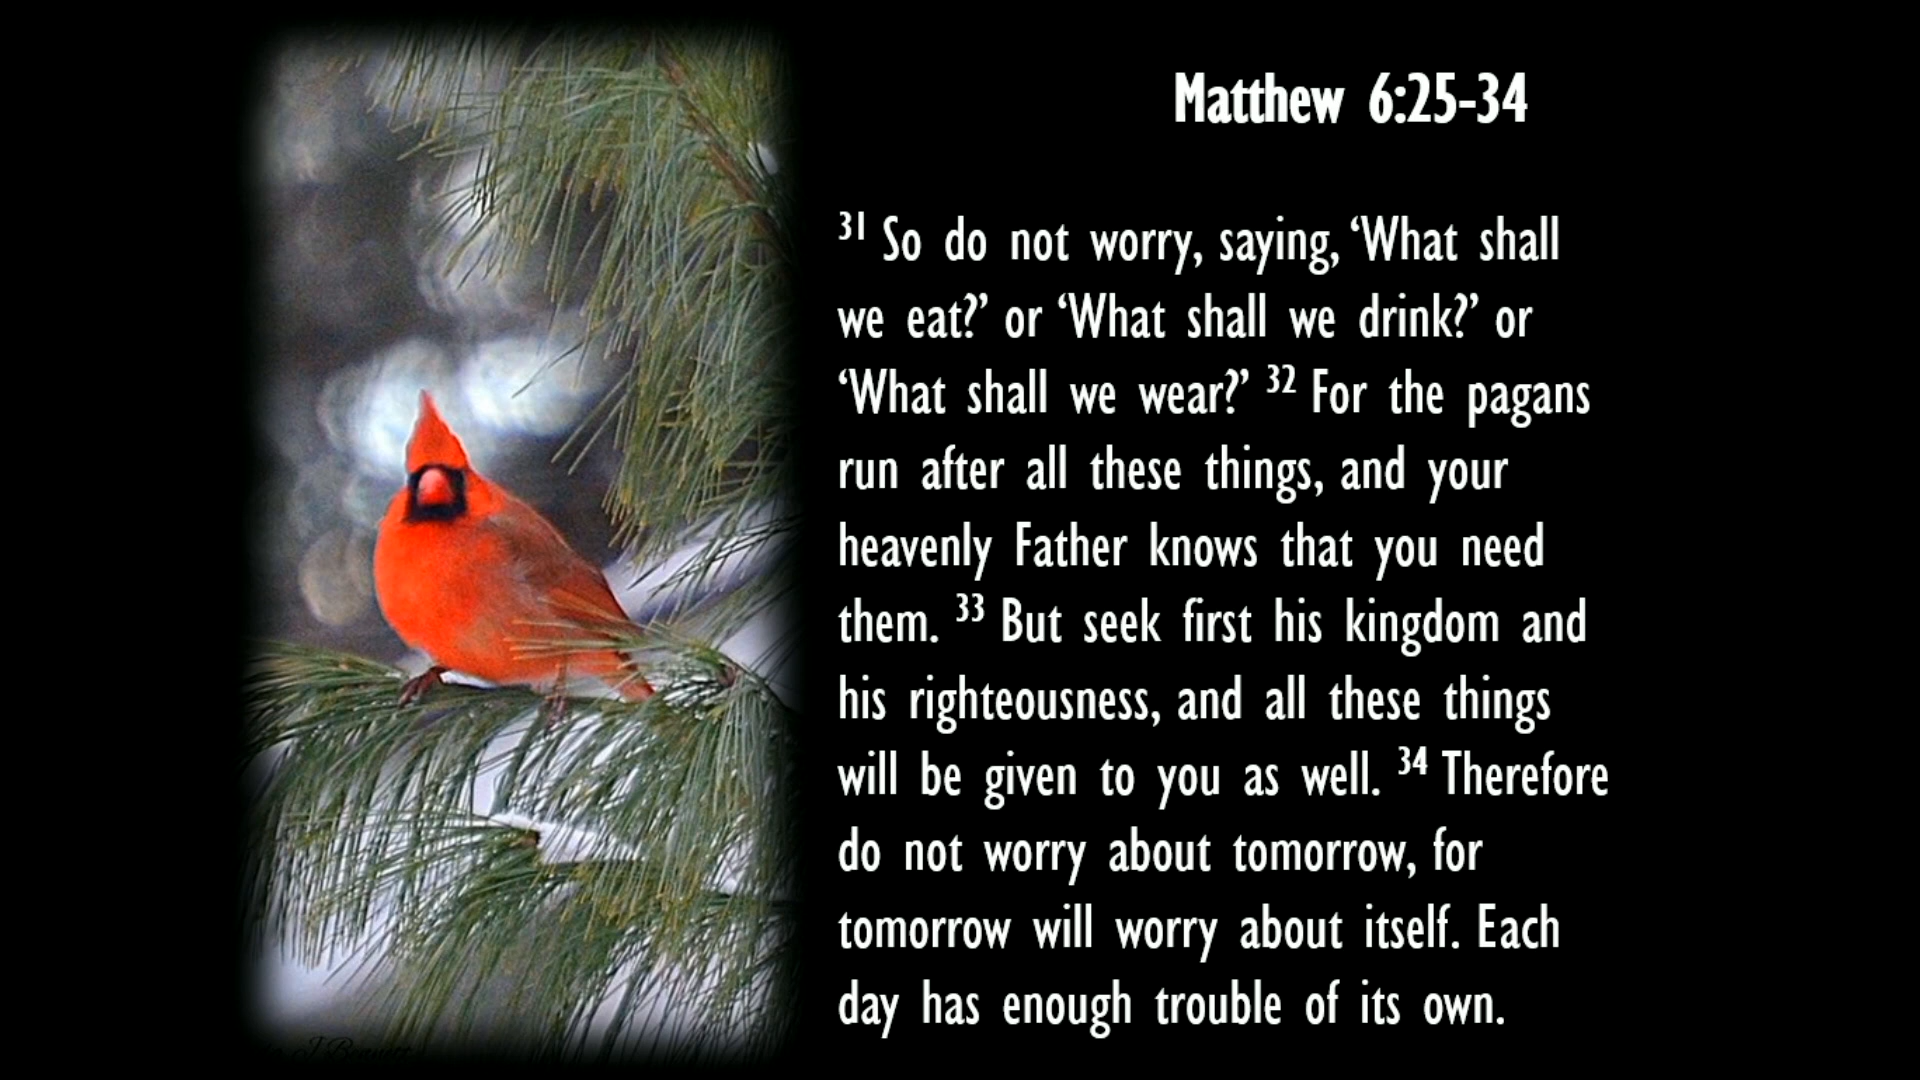 Matthew 6:25-34
31 So do not worry, saying, ‘What shall
we eat?’ or ‘What shall we drink?’ or
‘What shall we wear?’ 32 For the pagans
run after all these things, and your
heavenly Father knows that you need
them. 33 But seek first his kingdom and
his righteousness, and all these things
will be given to you as well. 34 Therefore
do not worry about tomorrow, for
tomorrow will worry about itself. Each
day has enough trouble of its own.